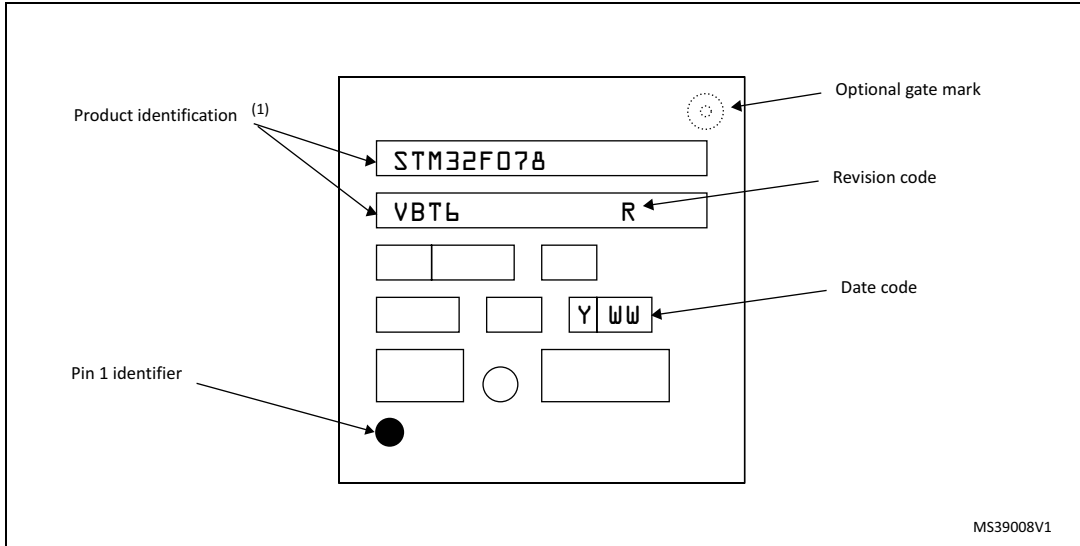 Optional gate mark
Product identification (1)
STM32F078
Revision code
VBT6 R
Date code
Y WW
Pin 1 identifier
MS39008V1